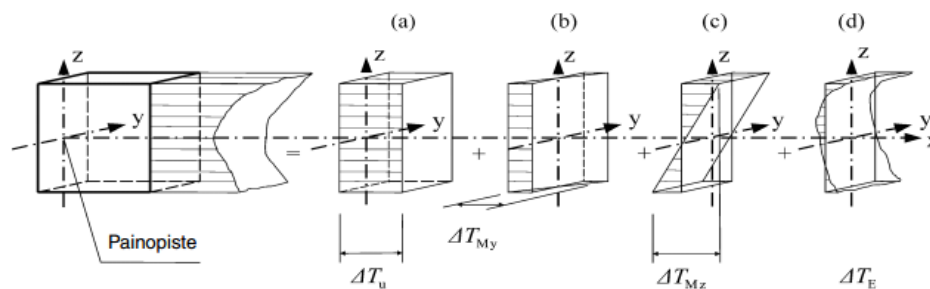 (a) (b) (c) (d)
z z z z z
y y y y y
= + + +
Painopiste
ΔT_My
ΔT_u ΔT_Mz ΔT_E